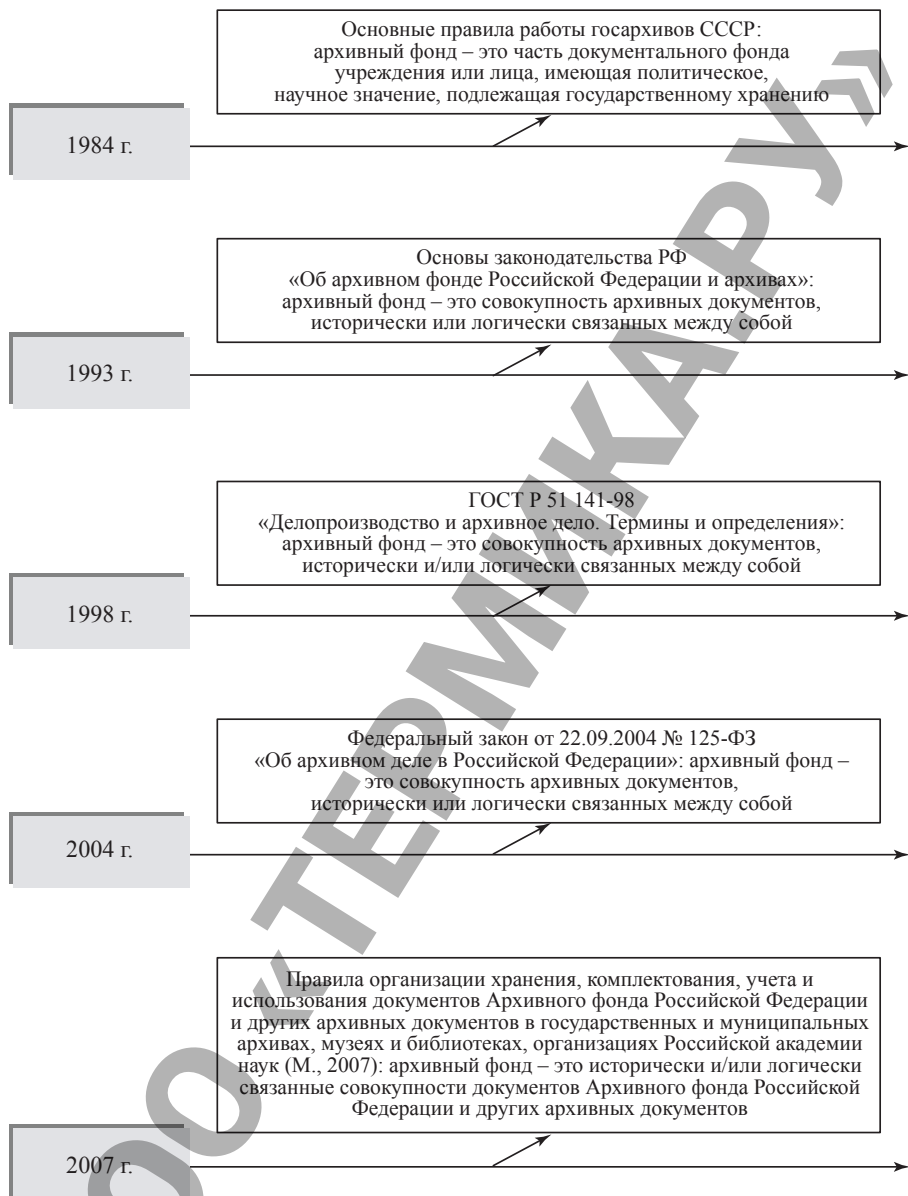 Основные правила работы госархивов СССР:
архивный фонд – это часть документального фонда
учреждения или лица, имеющая политическое,
научное значение, подлежащая государственному хранению
1984 г.
Основы законодательства РФ
«Об архивном фонде Российской Федерации и архивах»:
архивный фонд – это совокупность архивных документов,
исторически или логически связанных между собой
1993 г.
ГОСТ Р 51 141-98
«Делопроизводство и архивное дело. Термины и определения»:
архивный фонд – это совокупность архивных документов,
исторически и/или логически связанных между собой
1998 г.
Федеральный закон от 22.09.2004 № 125-ФЗ
«Об архивном деле в Российской Федерации»: архивный фонд –
это совокупность архивных документов,
исторически или логически связанных между собой
2004 г.
Правила организации хранения, комплектования, учета и
использования документов Архивного фонда Российской Федерации
и других архивных документов в государственных и муниципальных
архивах, музеях и библиотеках, организациях Российской академии
наук (М., 2007): архивный фонд – это исторически и/или логически
связанные совокупности документов Архивного фонда Российской
Федерации и других архивных документов
2007 г.
ООО «ТЕРМИКА.РУ»